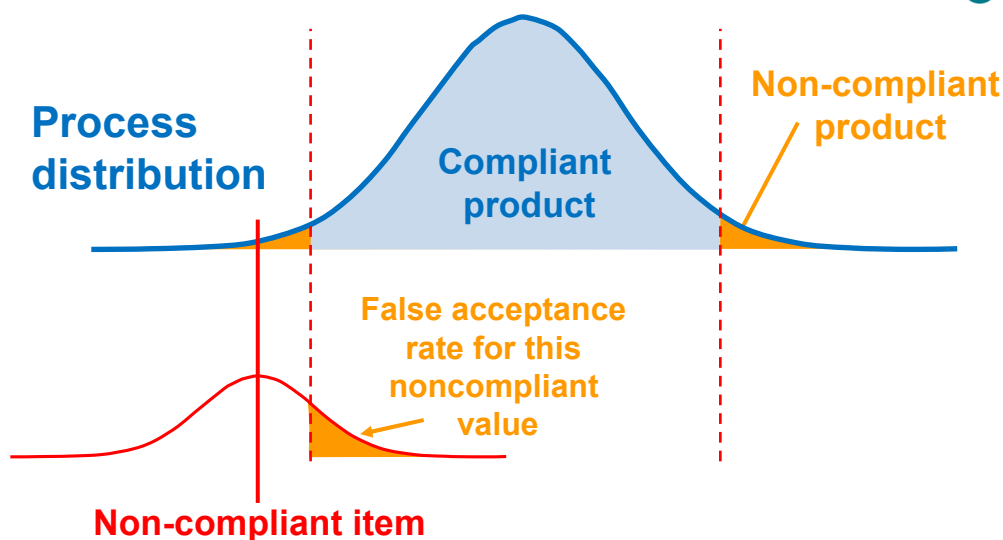 Process
distribution
Compliant
product
Non-compliant
product
False acceptance
rate for this
noncompliant
value
Non-compliant item